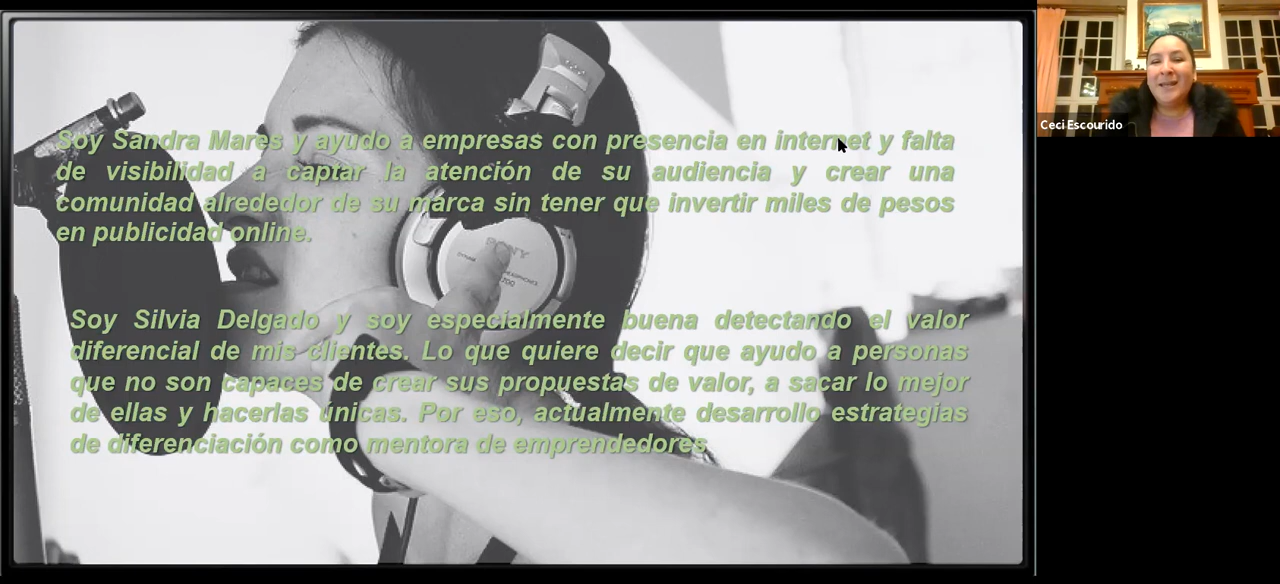 Soy Sandra Mares y ayudo a empresas con presencia en internet y falta
de visibilidad a captar la atención de su audiencia y crear una
comunidad alrededor de su marca sin tener que invertir miles de pesos
en publicidad online.
Soy Silvia Delgado y soy especialmente buena detectando el valor
diferencial de mis clientes. Lo que quiere decir que ayudo a personas
que no son capaces de crear sus propuestas de valor, a sacar lo mejor
de ellas y hacerlas únicas. Por eso, actualmente desarrollo estrategias
de diferenciación como mentora de emprendedores
SONY
Ceci Escourido